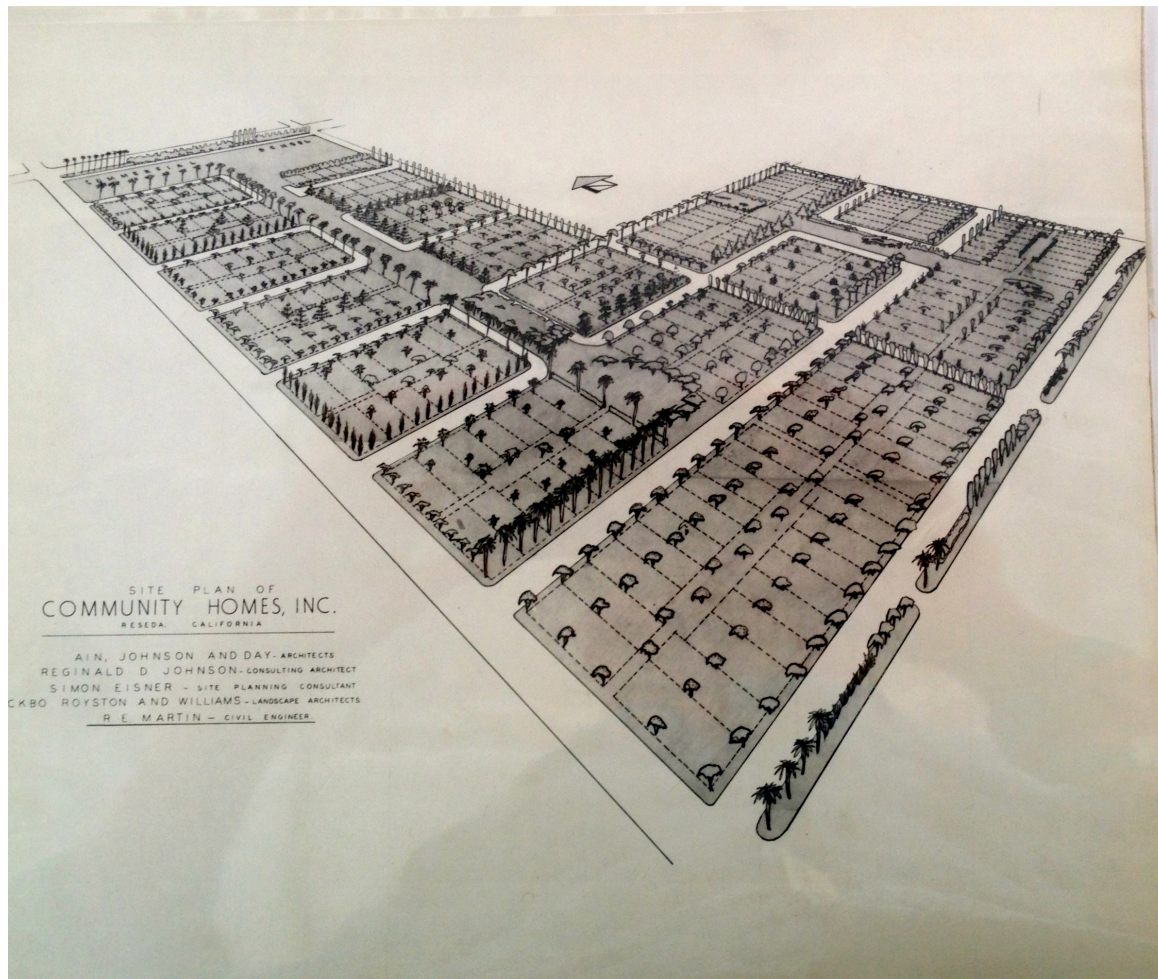 SITE PLAN OF
COMMUNITY HOMES, INC.
RESEDA, CALIFORNIA
AIN, JOHNSON AND DAY - ARCHITECTS
REGINALD D JOHNSON - CONSULTING ARCHITECT
SIMON EISNER - SITE PLANNING CONSULTANT
CKBO ROYSTON AND WILLIAMS - LANDSCAPE ARCHITECTS
R E MARTIN - CIVIL ENGINEER